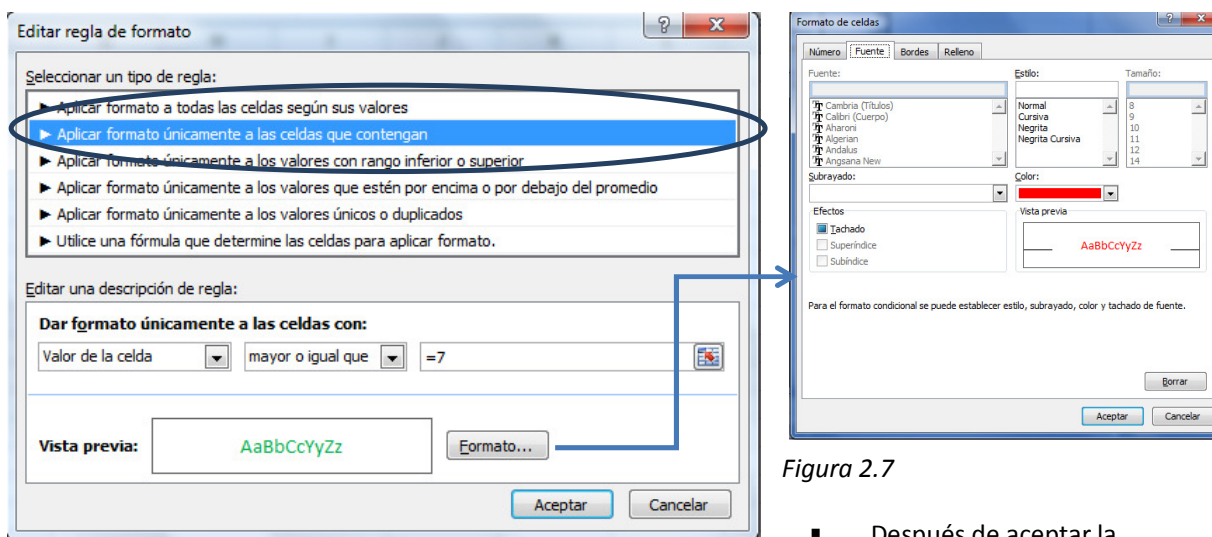 Editar regla de formato
Seleccionar un tipo de regla:
► Aplicar formato a todas las celdas según sus valores
► Aplicar formato únicamente a las celdas que contengan
► Aplicar formato únicamente a los valores con rango inferior o superior
► Aplicar formato únicamente a los valores que estén por encima o por debajo del promedio
► Aplicar formato únicamente a los valores únicos o duplicados
► Utilice una fórmula que determine las celdas para aplicar formato.
Editar una descripción de regla:
Dar formato únicamente a las celdas con:
Valor de la celda mayor o igual que =7
Vista previa: AaBbCcYyZz Formato...
Aceptar Cancelar
Formato de celdas
Número Fuente Bordes Relleno
Fuente: Estilo: Tamaño:
Cambria (Títulos) Normal 8
Calibri (Cuerpo) Cursiva 9
Aharoni Negrita 10
Algerian Negrita Cursiva 11
Andalus 12
Angsana New 14
Subrayado: Color:
Efectos Vista previa
Tachado
Superíndice AaBbCcYyZz
Subíndice
Para el formato condicional se puede establecer estilo, subrayado, color y tachado de fuente.
Borrar
Aceptar Cancelar
Figura 2.7
▪ Después de aceptar la